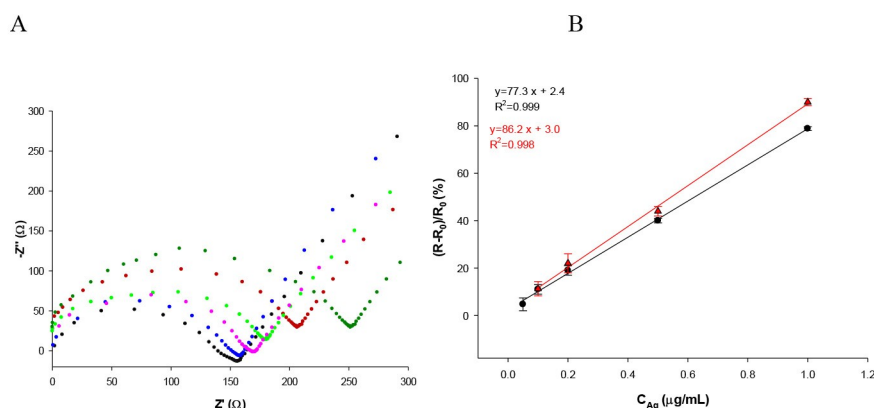 A
B
300
250
200
150
100
50
0
-Z'' (Ω)
0 50 100 150 200 250 300
Z' (Ω)
y=77.3 x + 2.4
R²=0.999
y=86.2 x + 3.0
R²=0.998
100
80
60
40
20
0
(R-R₀)/R₀ (%)
0.0 0.2 0.4 0.6 0.8 1.0 1.2
C_Ag (µg/mL)